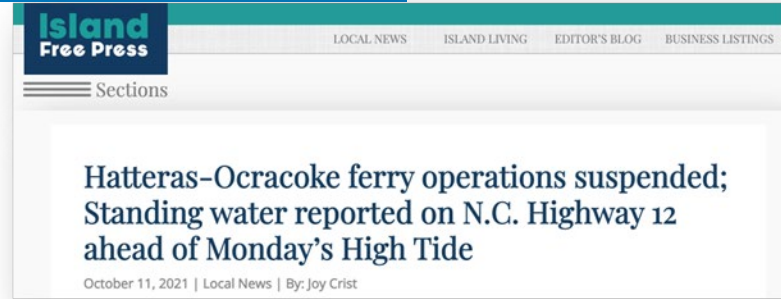 Island
Free Press
LOCAL NEWS ISLAND LIVING EDITOR'S BLOG BUSINESS LISTINGS
Sections
Hatteras-Ocracoke ferry operations suspended;
Standing water reported on N.C. Highway 12
ahead of Monday's High Tide
October 11, 2021 | Local News | By: Joy Crist